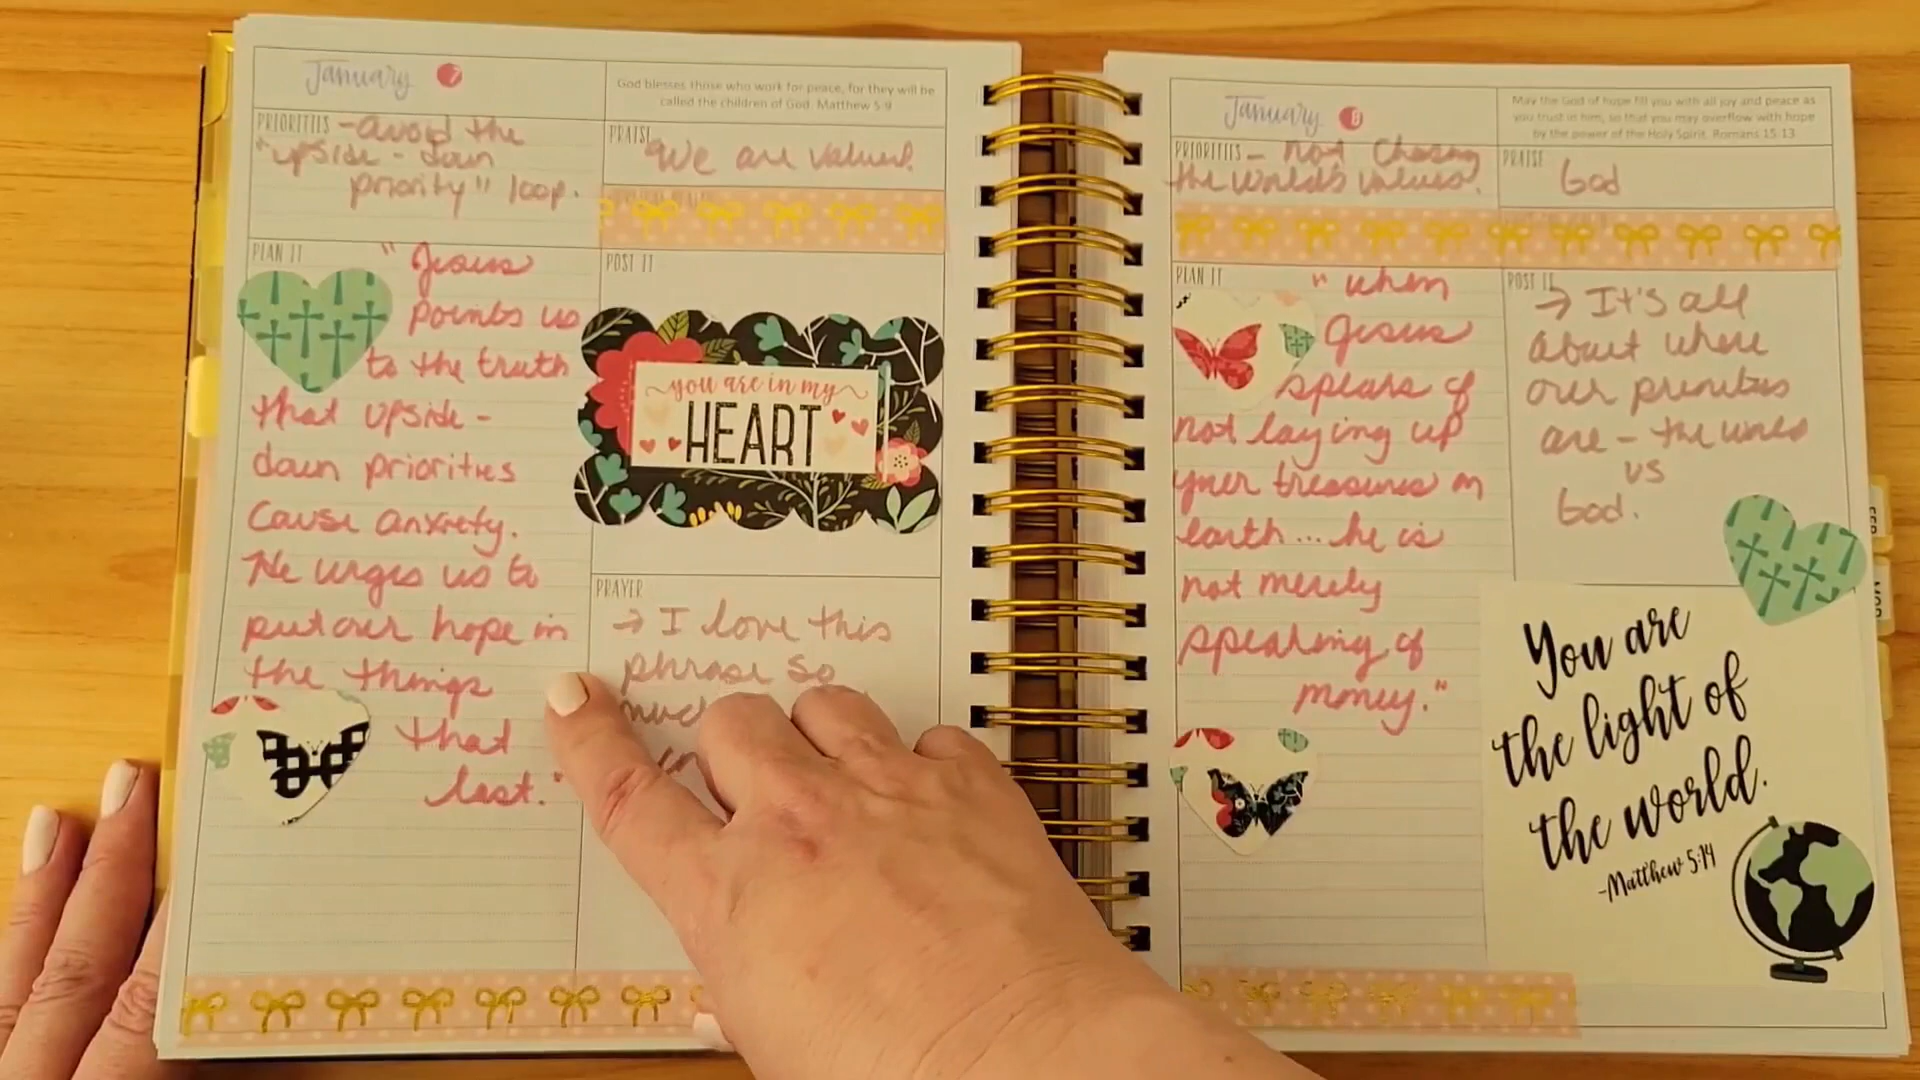 January 7
God blesses those who work for peace, for they will be
called the children of God. Matthew 5:9
PRIORITIES - avoid the
"upside - down
priority" loop.
PRAISE
We are valued!
PLAN IT
"Jesus
points us
to the truth
that upside -
down priorities
cause anxiety.
He urges us to
put our hope in
the things
that
last."
POST IT
you are in my
HEART
PRAYER
→ I love this
phrase so
much
January 8
May the God of hope fill you with all joy and peace as
you trust in him, so that you may overflow with hope
by the power of the Holy Spirit. Romans 15:13
PRIORITIES - not chasing
the world's values!
PRAISE
God
PLAN IT
"when
Jesus
speaks of
not laying up
your treasures on
earth... he is
not merely
speaking of
money."
POST IT
→ It's all
about where
our priorities
are - the world
vs
God.
You are
the light of
the world.
-Matthew 5:14
FEB
MAR